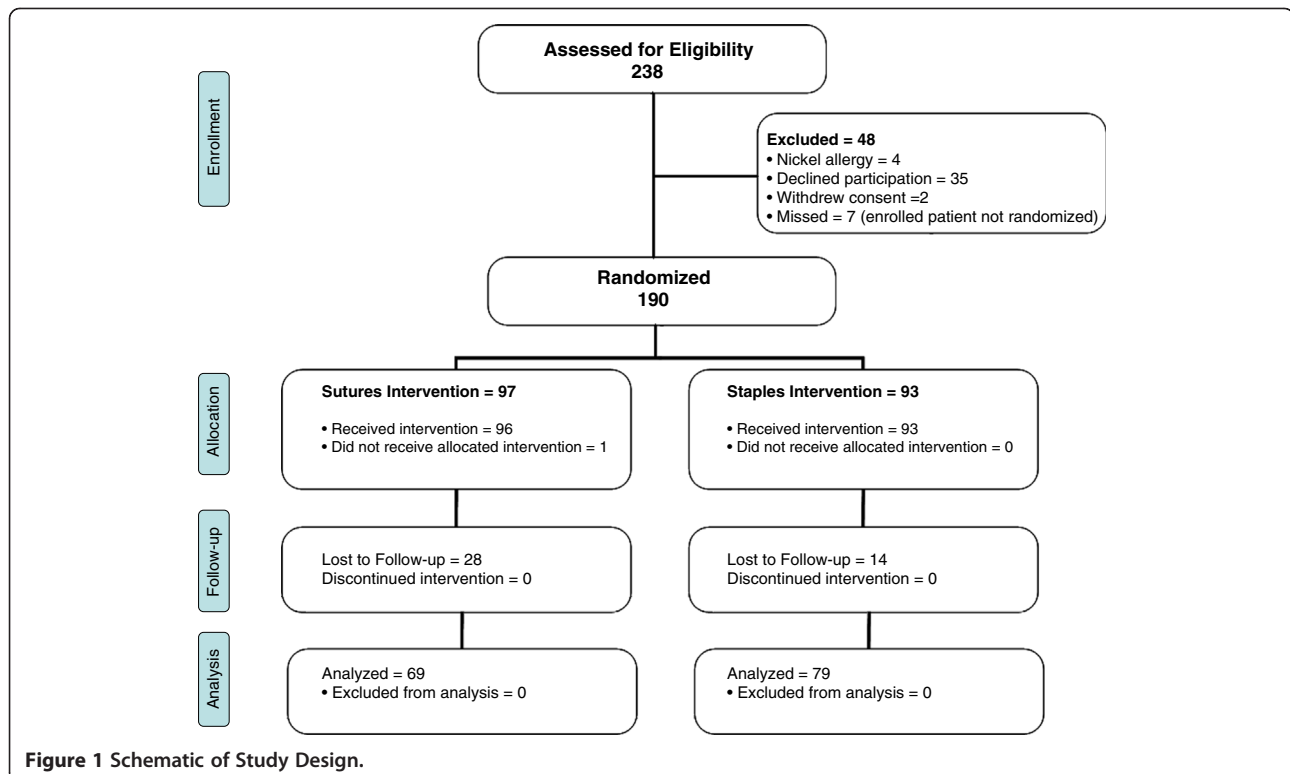 Assessed for Eligibility
238
Enrollment
Excluded = 48
• Nickel allergy = 4
• Declined participation = 35
• Withdrew consent =2
• Missed = 7 (enrolled patient not randomized)
Randomized
190
Allocation
Sutures Intervention = 97
• Received intervention = 96
• Did not receive allocated intervention = 1
Staples Intervention = 93
• Received intervention = 93
• Did not receive allocated intervention = 0
Follow-up
Lost to Follow-up = 28
Discontinued intervention = 0
Lost to Follow-up = 14
Discontinued intervention = 0
Analysis
Analyzed = 69
• Excluded from analysis = 0
Analyzed = 79
• Excluded from analysis = 0
Figure 1 Schematic of Study Design.